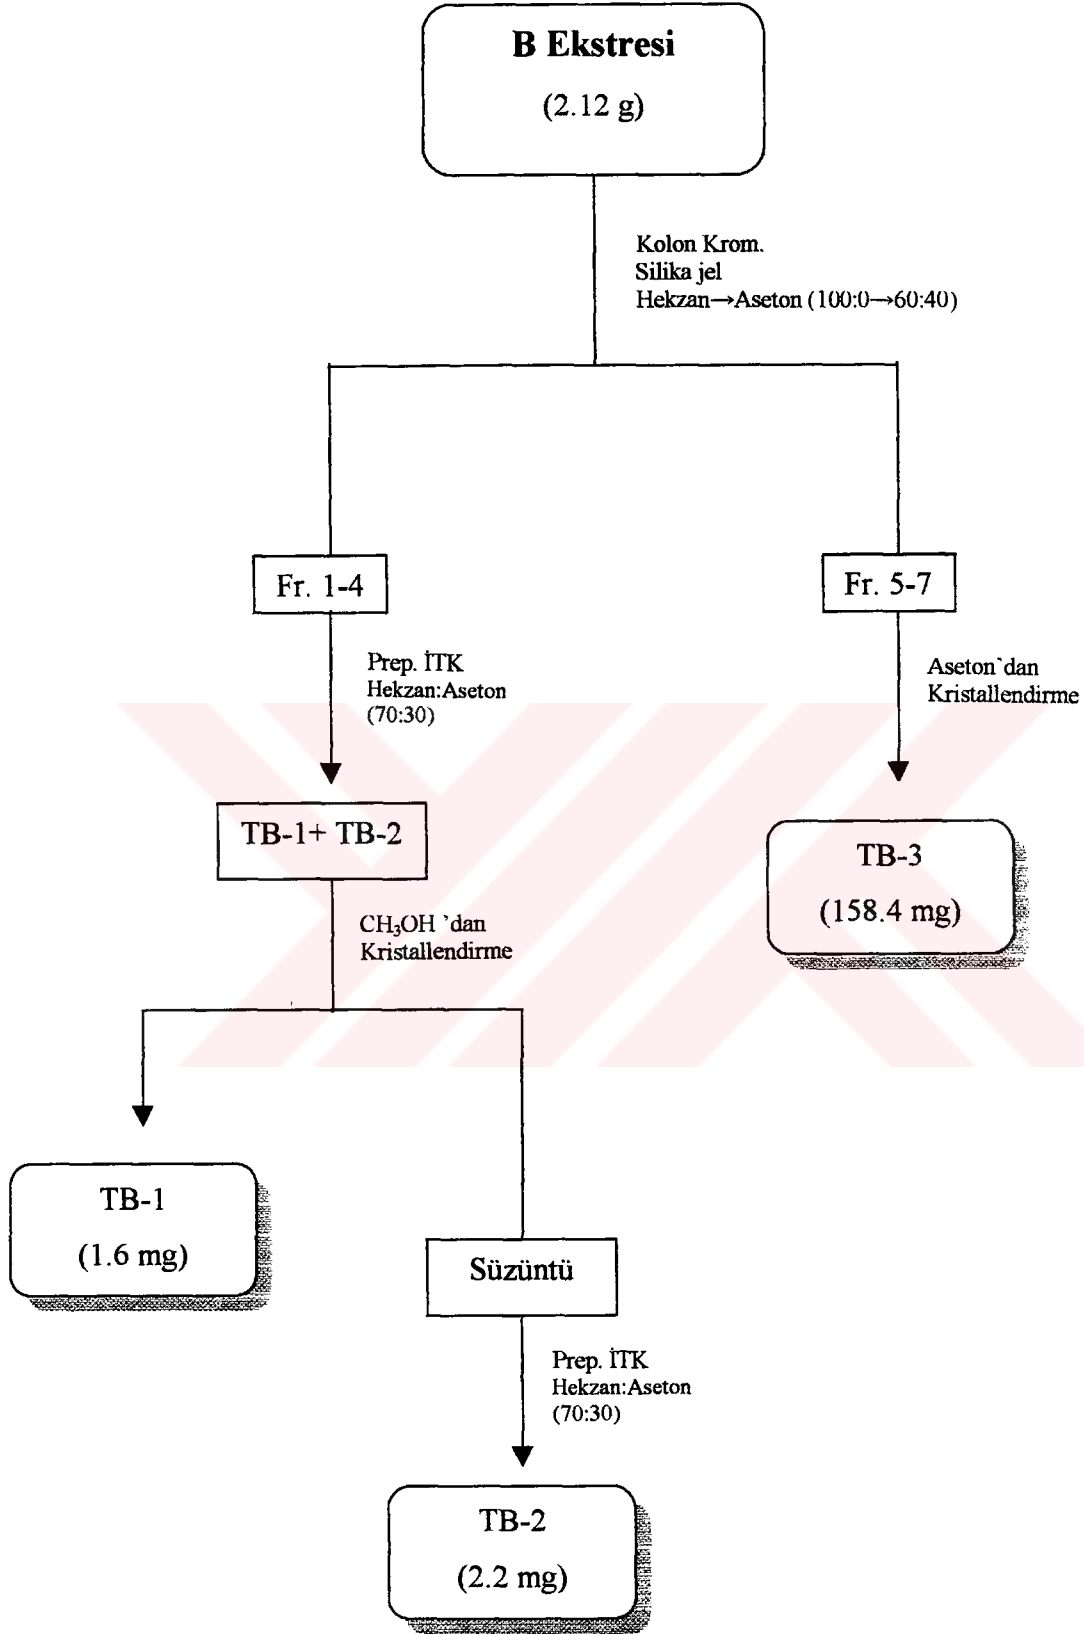 B Ekstresi
(2.12 g)
Kolon Krom.
Silika jel
Hekzan→Aseton (100:0→60:40)
Fr. 1-4
Fr. 5-7
Prep. İTK
Hekzan:Aseton
(70:30)
Aseton`dan
Kristallendirme
TB-1+ TB-2
TB-3
(158.4 mg)
CH₃OH 'dan
Kristallendirme
TB-1
(1.6 mg)
Süzüntü
Prep. İTK
Hekzan:Aseton
(70:30)
TB-2
(2.2 mg)